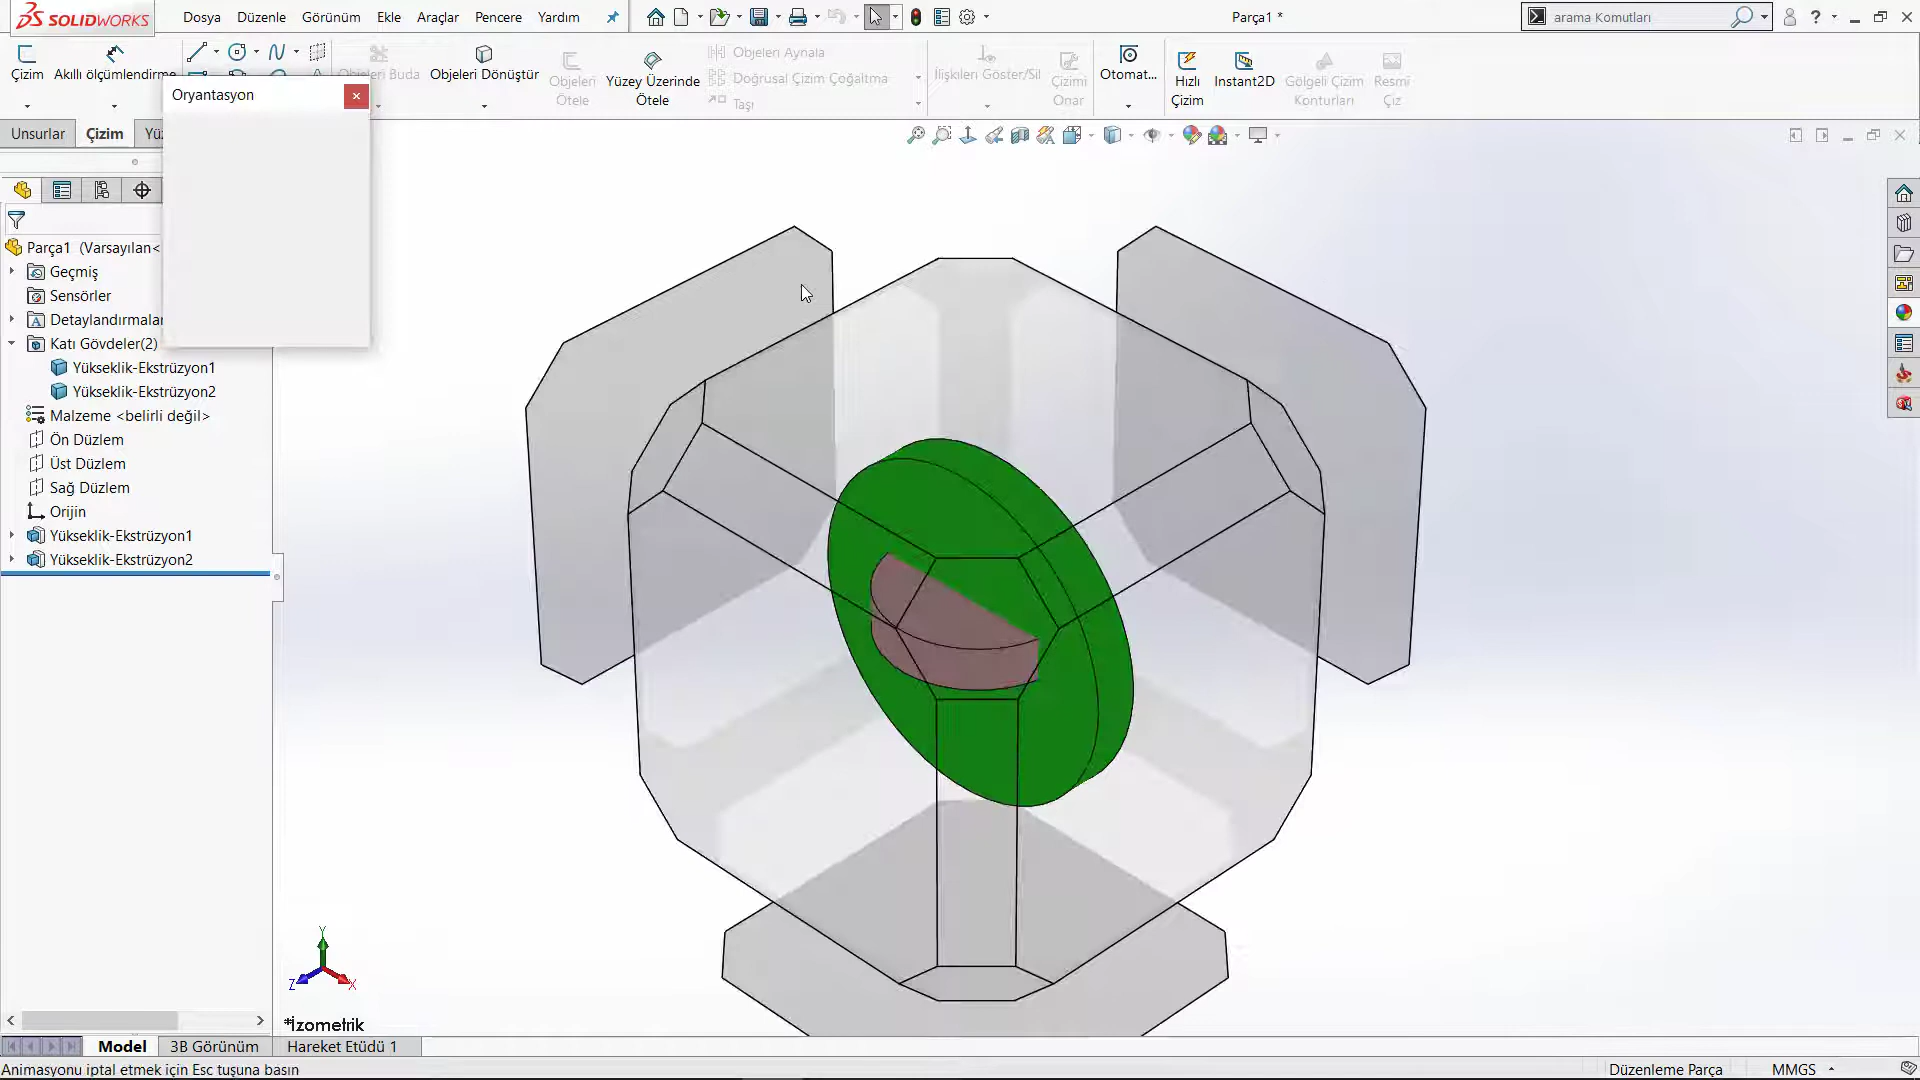 SOLIDWORKS
Dosya Düzenle Görünüm Ekle Araçlar Pencere Yardım
Parça1 *
arama Komutları
Çizim
Akıllı ölçümlendirme
Objeleri Buda
Objeleri Dönüştür
Objeleri Ötele
Yüzey Üzerinde Ötele
Objeleri Aynala
Doğrusal Çizim Çoğaltma
Taşı
İlişkileri Göster/Sil
Çizimi Onar
Otomat...
Hızlı Çizim
Instant2D
Gölgeli Çizim Konturları
Resmi Çiz
Oryantasyon
Unsurlar Çizim Yüz
Parça1 (Varsayılan<
Geçmiş
Sensörler
Detaylandırmalar
Katı Gövdeler(2)
Yükseklik-Ekstrüzyon1
Yükseklik-Ekstrüzyon2
Malzeme <belirli değil>
Ön Düzlem
Üst Düzlem
Sağ Düzlem
Orijin
Yükseklik-Ekstrüzyon1
Yükseklik-Ekstrüzyon2
Y
Z
X
*İzometrik
Model 3B Görünüm Hareket Etüdü 1
Animasyonu iptal etmek için Esc tuşuna basın
Düzenleme Parça
MMGS